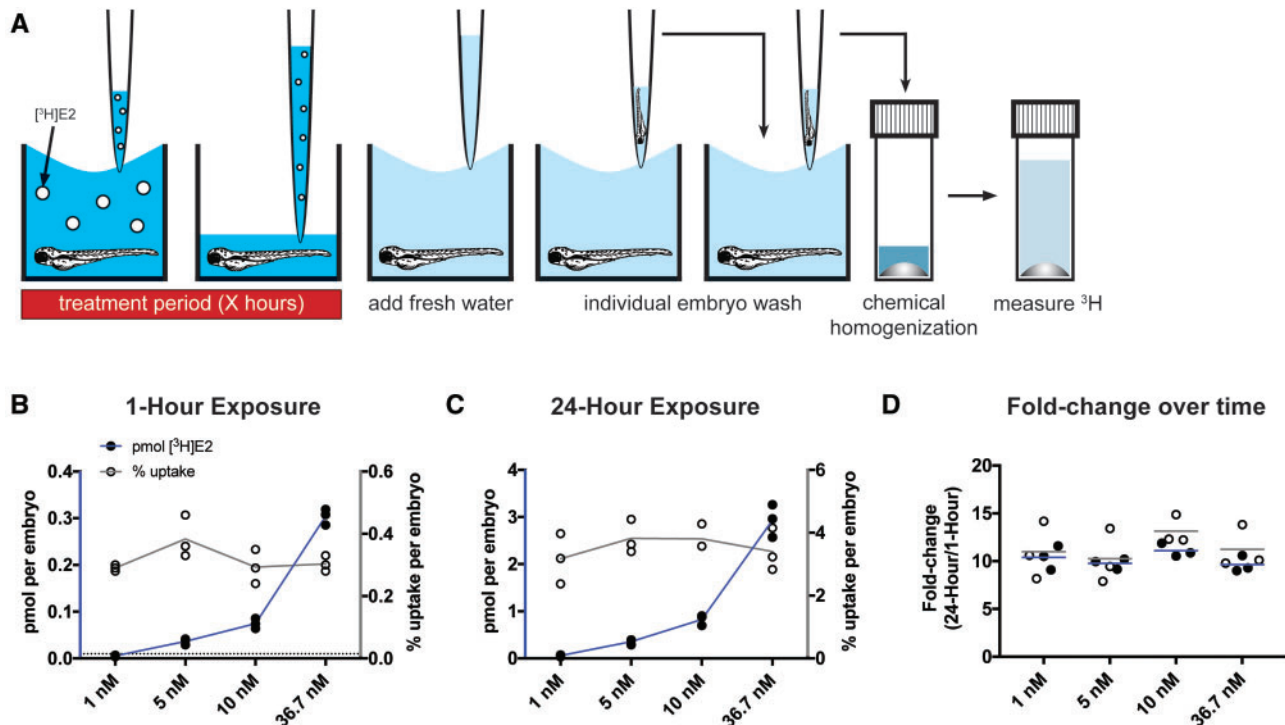 A
[³H]E2
treatment period (X hours)
add fresh water
individual embryo wash
chemical
homogenization
measure ³H
B
1-Hour Exposure
pmol [³H]E2
% uptake
pmol per embryo
0.4
0.3
0.2
0.1
0.0
0.6
0.4
0.2
0.0
% uptake per embryo
1 nM
5 nM
10 nM
36.7 nM
C
24-Hour Exposure
pmol per embryo
4
3
2
1
0
6
4
2
0
% uptake per embryo
1 nM
5 nM
10 nM
36.7 nM
D
Fold-change over time
Fold-change
(24-Hour/1-Hour)
20
15
10
5
0
1 nM
5 nM
10 nM
36.7 nM